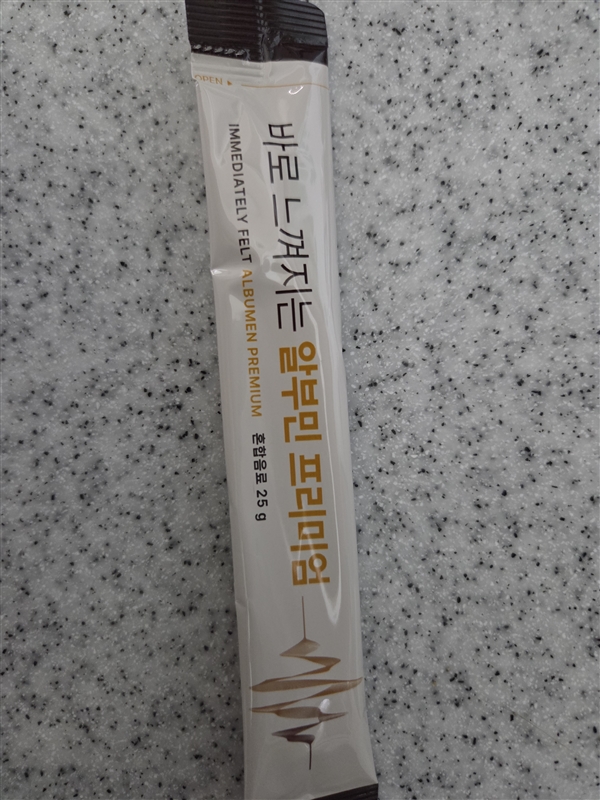 OPEN ▸
바로 느껴지는 알부민 프리미엄
IMMEDIATELY FELT ALBUMEN PREMIUM 혼합음료 25 g